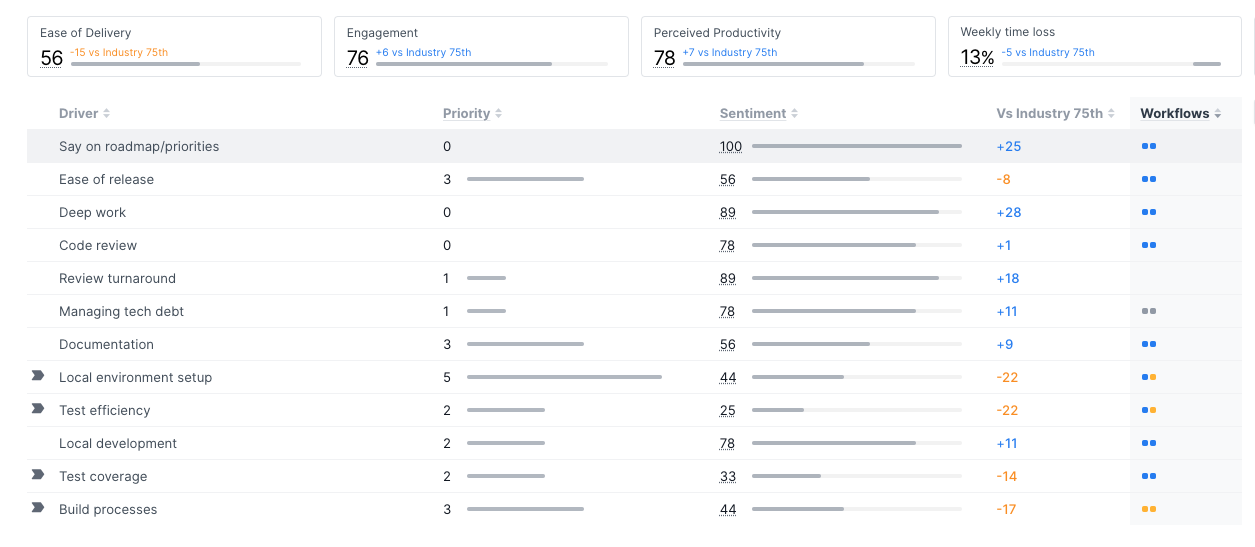 Ease of Delivery
56 -15 vs Industry 75th
Engagement
76 +6 vs Industry 75th
Perceived Productivity
78 +7 vs Industry 75th
Weekly time loss
13% -5 vs Industry 75th
Driver Priority Sentiment Vs Industry 75th Workflows
Say on roadmap/priorities 0 100 +25
Ease of release 3 56 -8
Deep work 0 89 +28
Code review 0 78 +1
Review turnaround 1 89 +18
Managing tech debt 1 78 +11
Documentation 3 56 +9
Local environment setup 5 44 -22
Test efficiency 2 25 -22
Local development 2 78 +11
Test coverage 2 33 -14
Build processes 3 44 -17